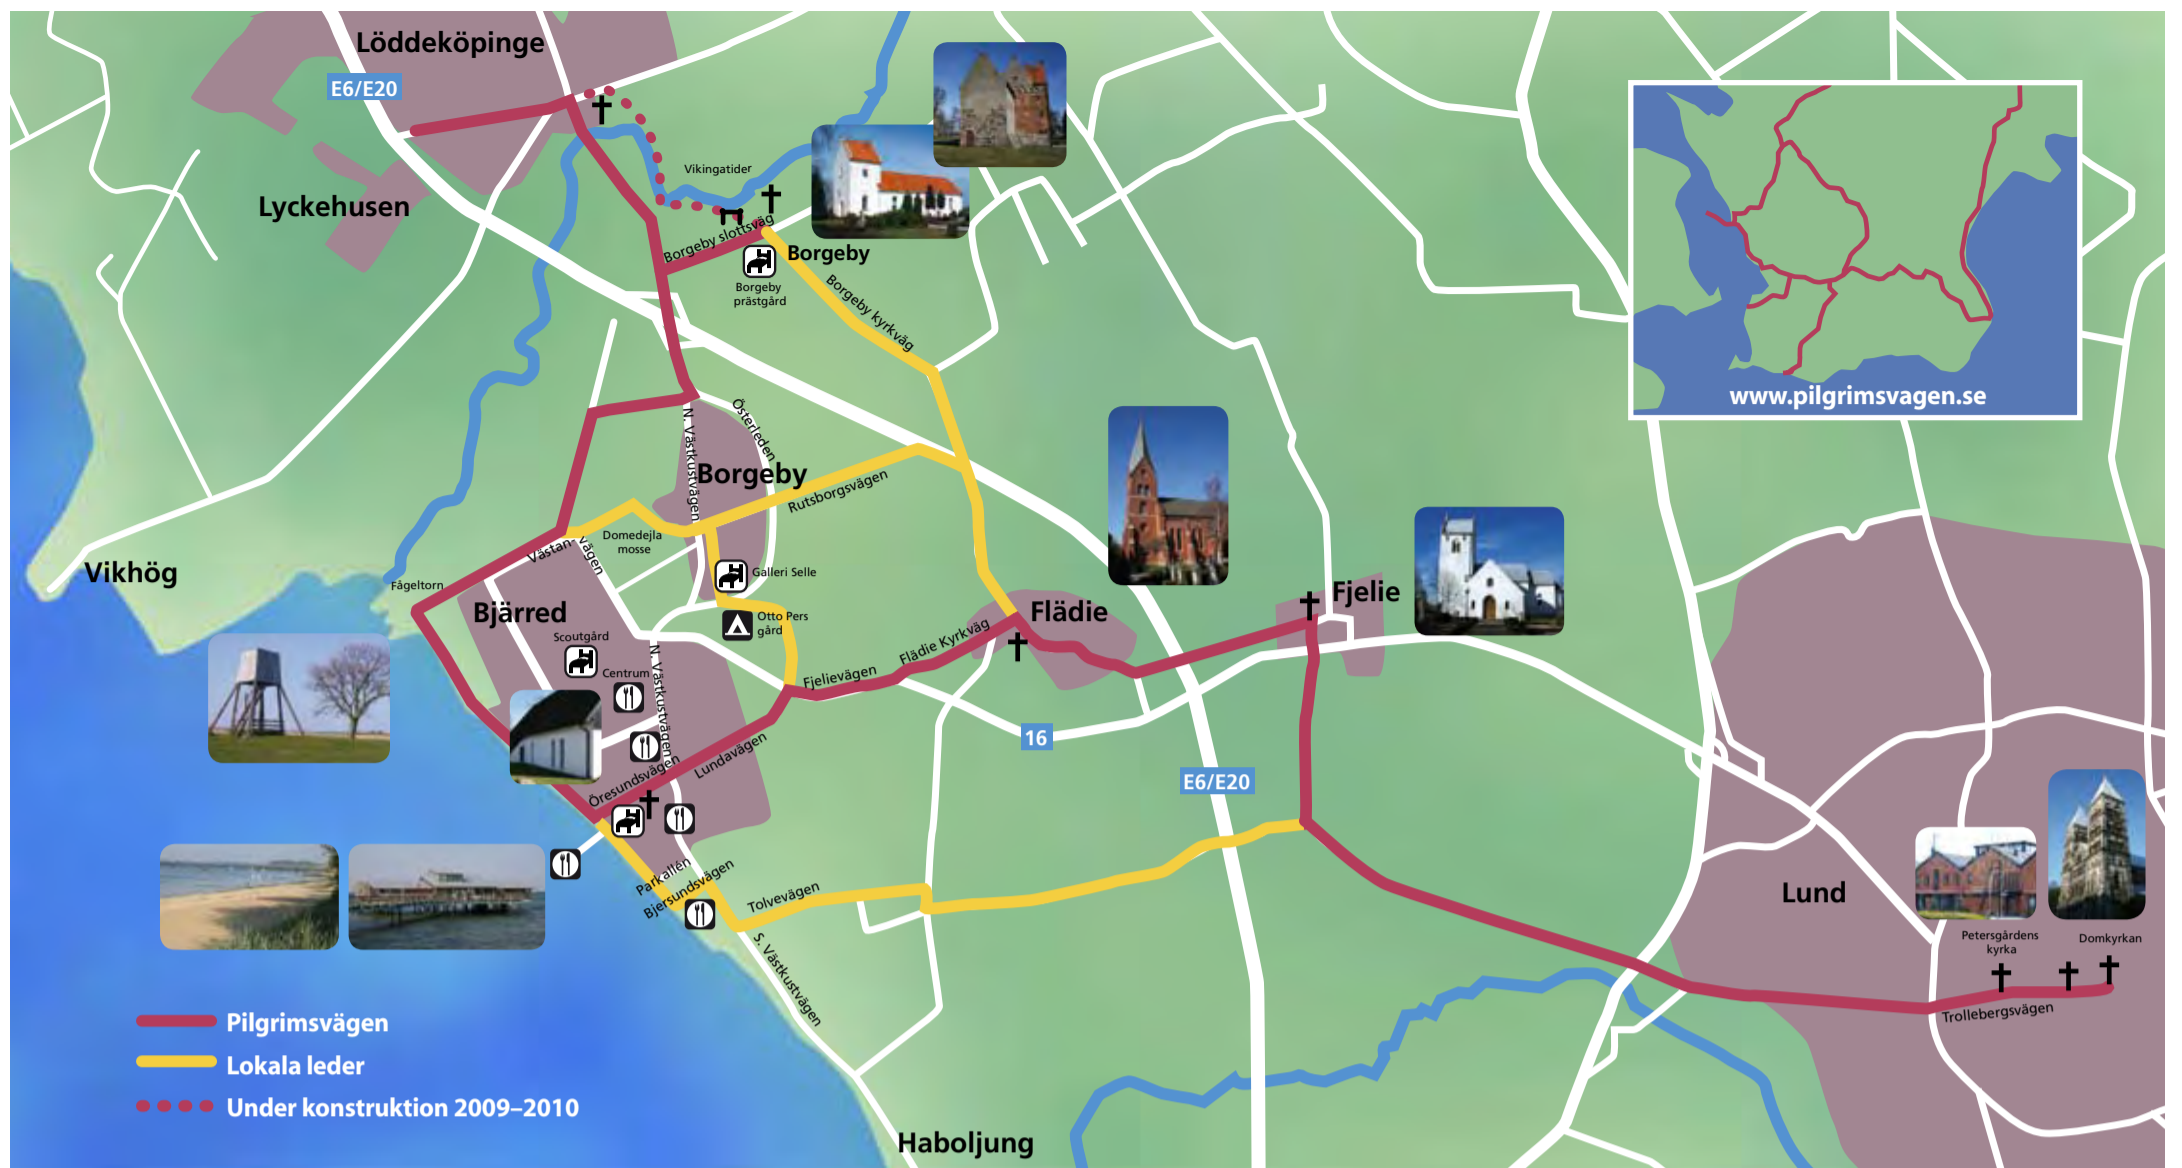 Löddeköpinge
E6/E20
Lyckehusen
Vikingatider
Borgeby slottsväg
Borgeby
Borgeby
prästgård
Borgeby kyrkväg
www.pilgrimsvagen.se
Österleden
N. Västkustvägen
Borgeby
Rutsborgsvägen
Domedejla
mosse
Västan
vägen
Vikhög
Fågeltorn
Galleri Selle
Bjärred
Otto Pers
gård
Scoutgård
Centrum
N. Västkustvägen
Fjelievägen
Flädie Kyrkväg
Flädie
Fjelie
16
E6/E20
Öresundsvägen
Lundavägen
Parkallén
Bjersundsvägen
Tolvevägen
S. Västkustvägen
Lund
Petersgårdens
kyrka
Domkyrkan
Trollebergsvägen
Pilgrimsvägen
Lokala leder
Under konstruktion 2009–2010
Haboljung